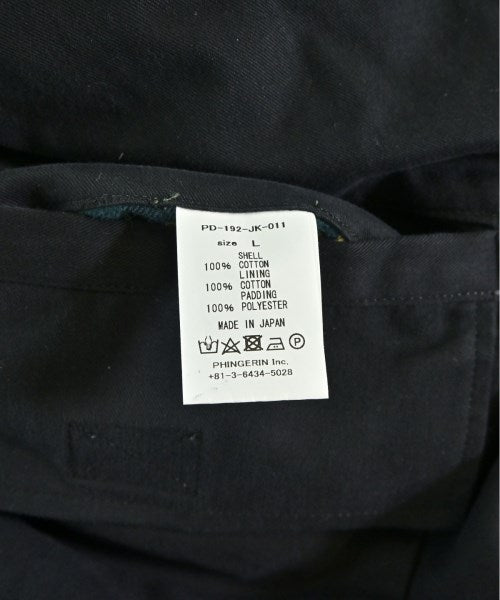 PD-192-JK-011
size L
SHELL
100% COTTON
LINING
100% COTTON
PADDING
100% POLYESTER
MADE IN JAPAN
P
PHINGERIN Inc.
+81-3-6434-5028